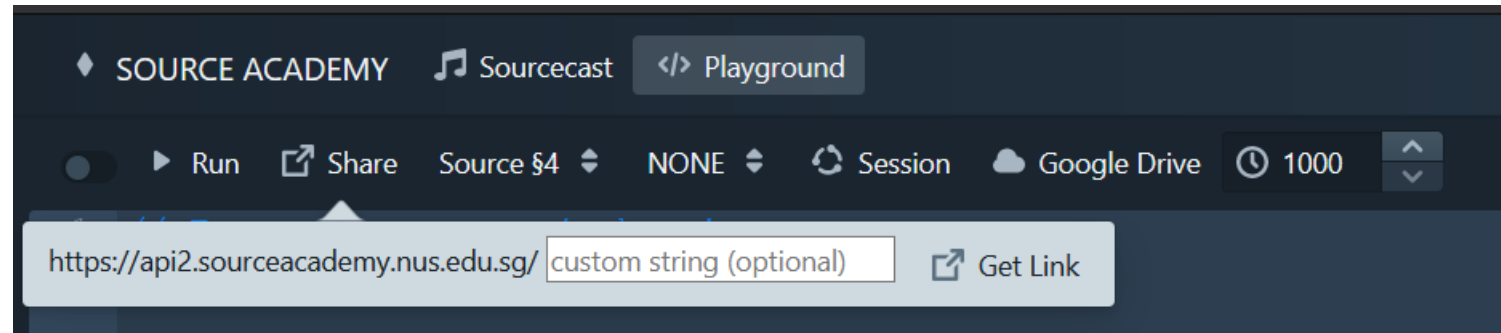 SOURCE ACADEMY Sourcecast </> Playground
Run Share Source §4 NONE Session Google Drive 1000
https://api2.sourceacademy.nus.edu.sg/ custom string (optional) Get Link